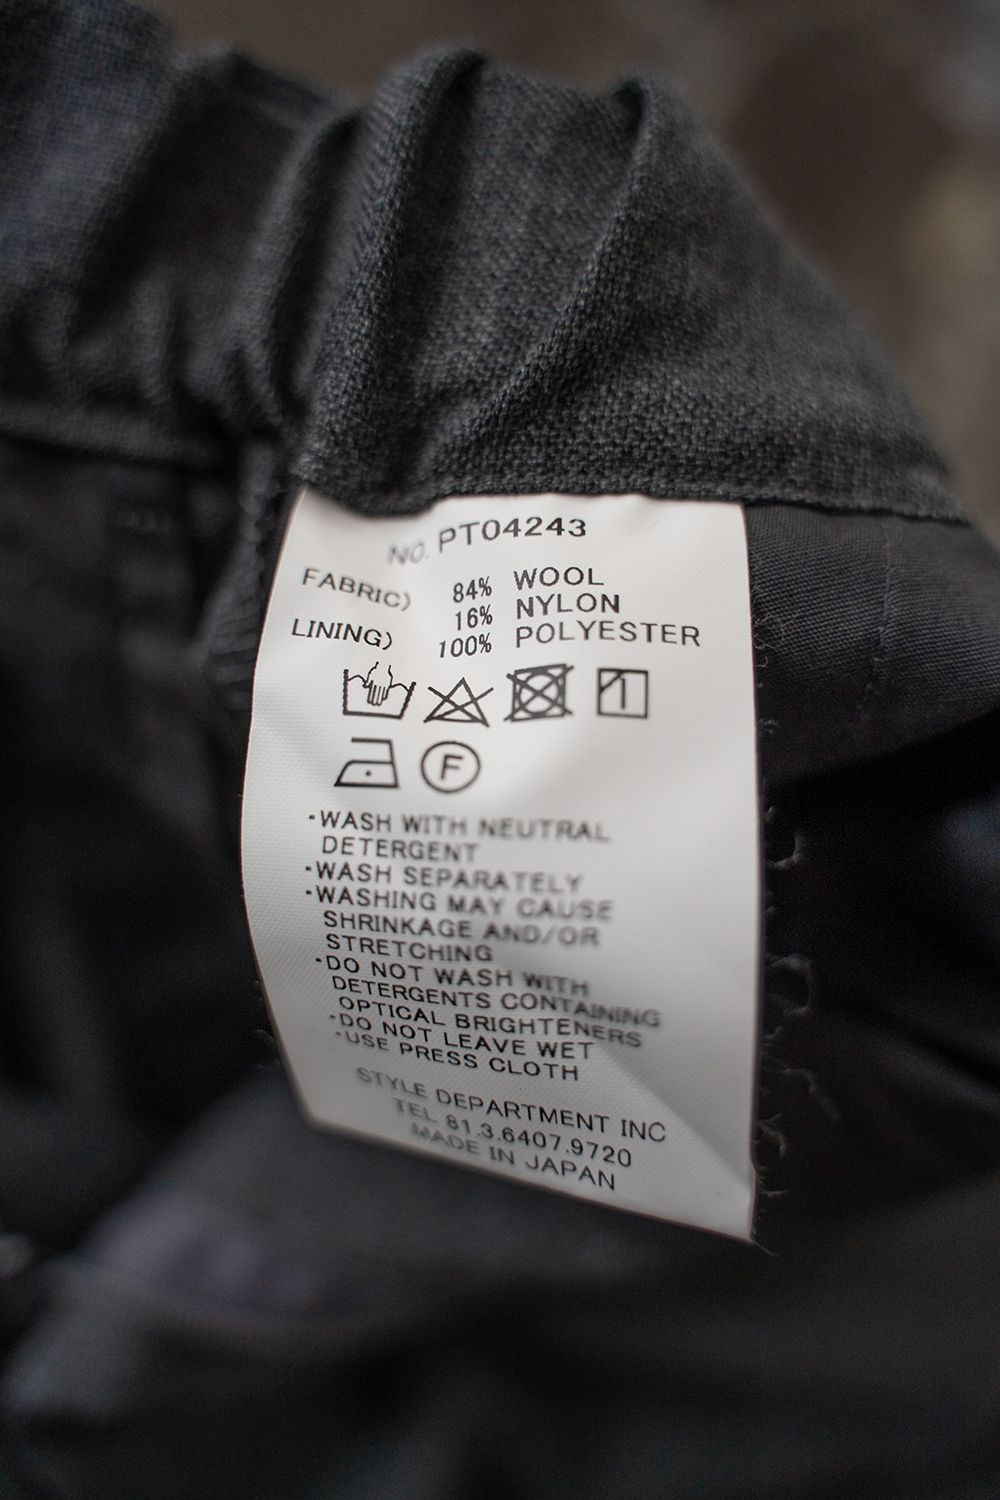 NO. PT04243
FABRIC) 84% WOOL
16% NYLON
LINING) 100% POLYESTER
F
·WASH WITH NEUTRAL
DETERGENT
·WASH SEPARATELY
·WASHING MAY CAUSE
SHRINKAGE AND/OR
STRETCHING
·DO NOT WASH WITH
DETERGENTS CONTAINING
OPTICAL BRIGHTENERS
·DO NOT LEAVE WET
·USE PRESS CLOTH
STYLE DEPARTMENT INC
TEL 81.3.6407.9720
MADE IN JAPAN